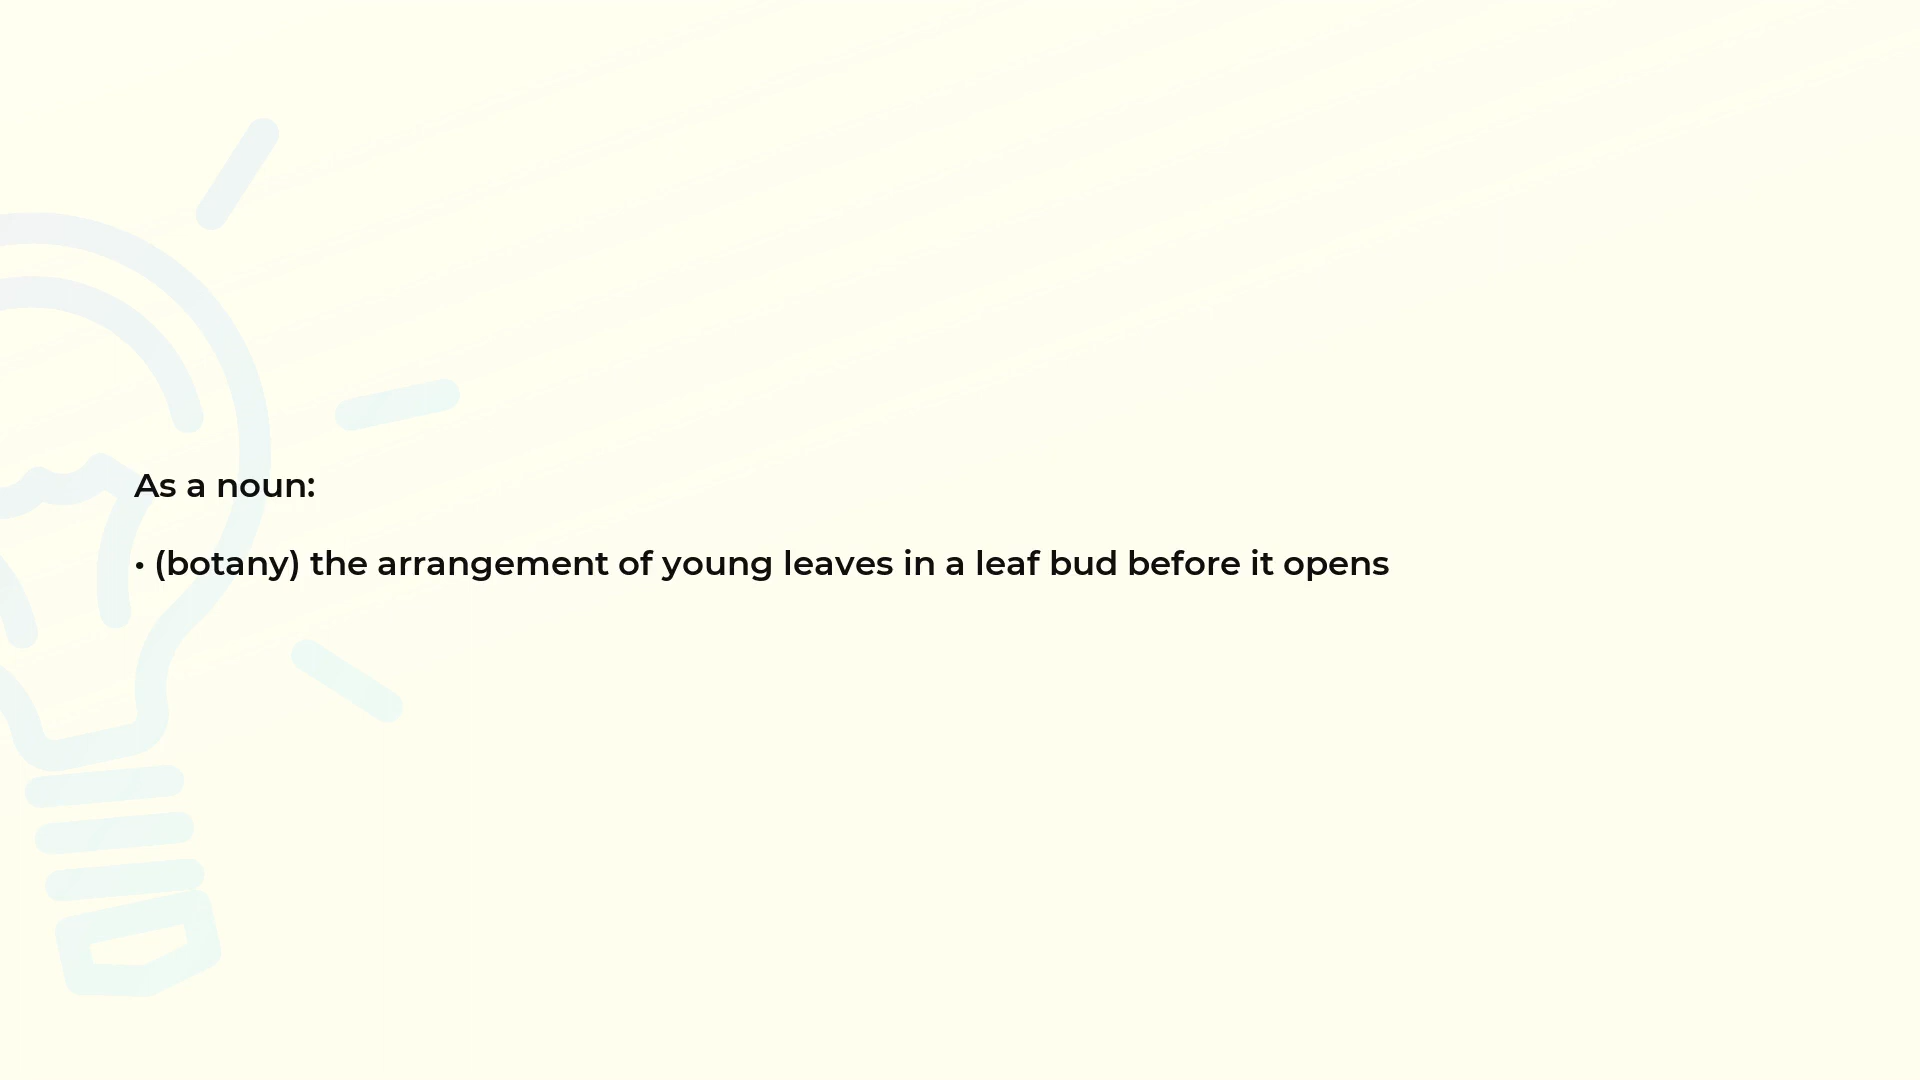 As a noun:
• (botany) the arrangement of young leaves in a leaf bud before it opens